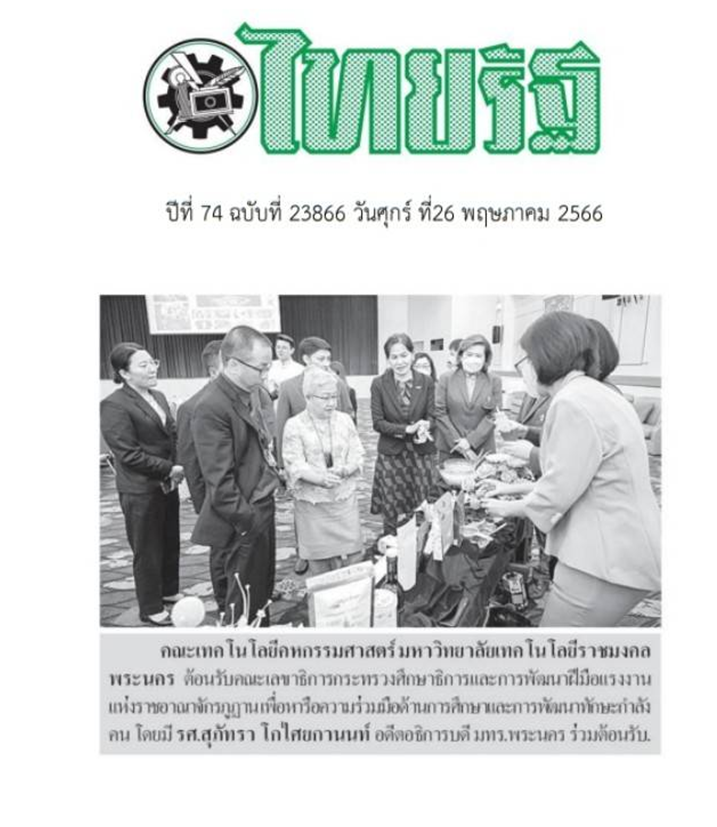 ไทยรัฐ
ปีที่ 74 ฉบับที่ 23866 วันศุกร์ ที่26 พฤษภาคม 2566
คณะเทคโนโลยีคหกรรมศาสตร์ มหาวิทยาลัยเทคโนโลยีราชมงคล
พระนคร ต้อนรับคณะเลขาธิการกระทรวงศึกษาธิการและการพัฒนาฝีมือแรงงาน
แห่งราชอาณาจักรภูฏาน เพื่อหารือความร่วมมือด้านการศึกษาและการพัฒนาทักษะกำลัง
คน โดยมี รศ.สุภัทรา โกไศยกานนท์ อดีตอธิการบดี มทร.พระนคร ร่วมต้อนรับ.